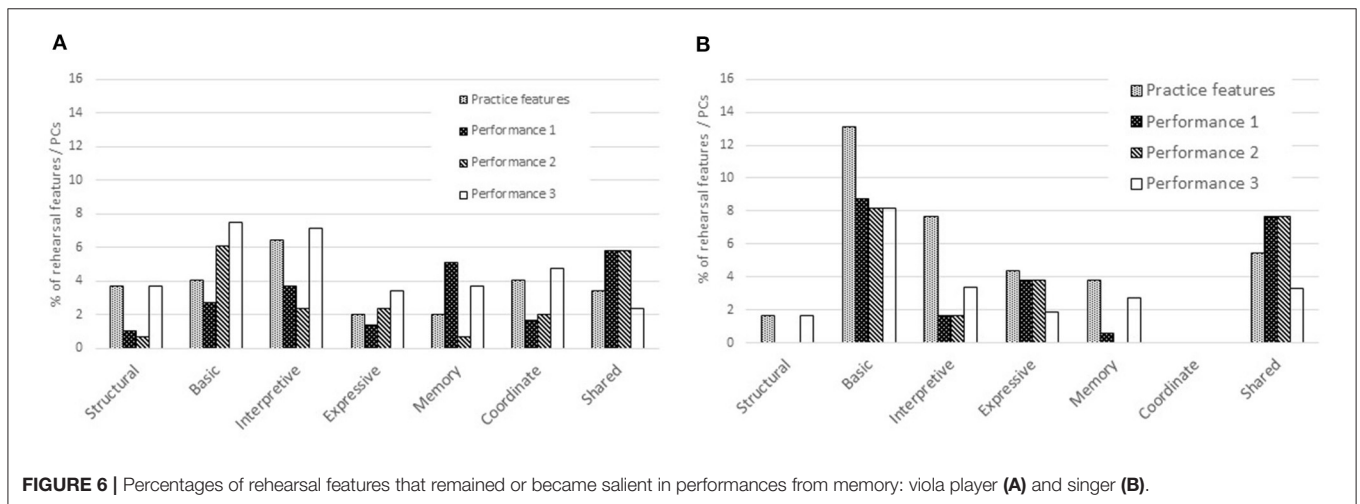 A
% of rehearsal features / PCs
16
14
12
10
8
6
4
2
0
Practice features
Performance 1
Performance 2
Performance 3
Structural
Basic
Interpretive
Expressive
Memory
Coordinate
Shared
B
% of rehearsal features / PCs
16
14
12
10
8
6
4
2
0
Practice features
Performance 1
Performance 2
Performance 3
Structural
Basic
Interpretive
Expressive
Memory
Coordinate
Shared
FIGURE 6 | Percentages of rehearsal features that remained or became salient in performances from memory: viola player (A) and singer (B).